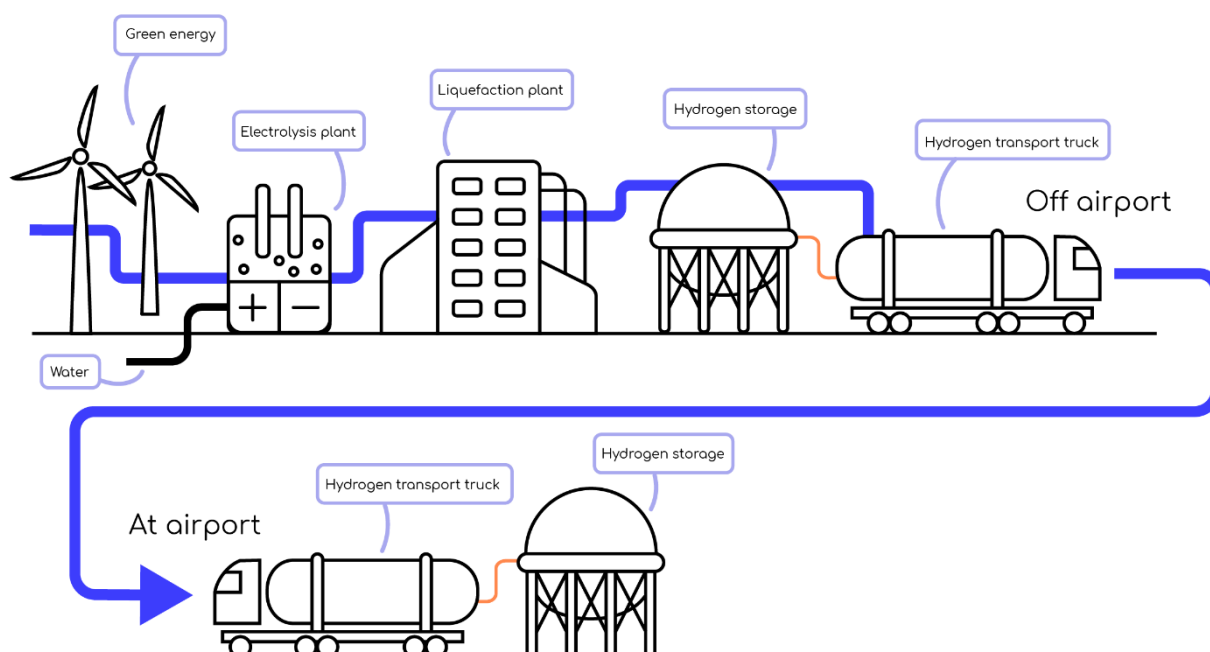 Green energy
Electrolysis plant
Liquefaction plant
Hydrogen storage
Hydrogen transport truck
Off airport
+ −
Water
Hydrogen storage
Hydrogen transport truck
At airport